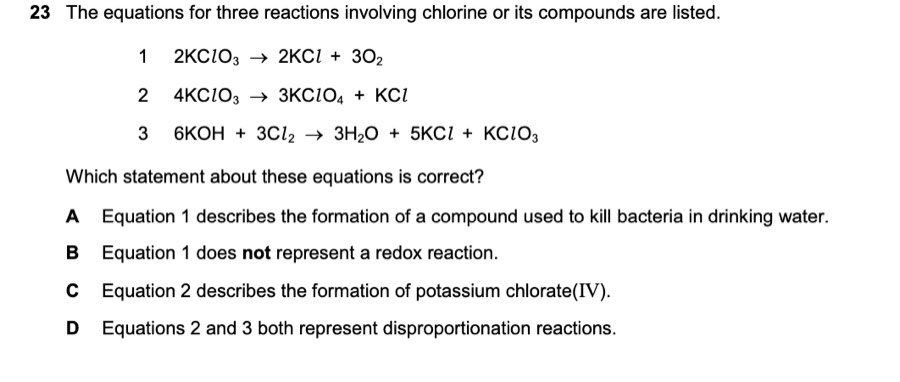 23 The equations for three reactions involving chlorine or its compounds are listed.
1 2KClO₃ → 2KCl + 3O₂
2 4KClO₃ → 3KClO₄ + KCl
3 6KOH + 3Cl₂ → 3H₂O + 5KCl + KClO₃
Which statement about these equations is correct?
A Equation 1 describes the formation of a compound used to kill bacteria in drinking water.
B Equation 1 does not represent a redox reaction.
C Equation 2 describes the formation of potassium chlorate(IV).
D Equations 2 and 3 both represent disproportionation reactions.